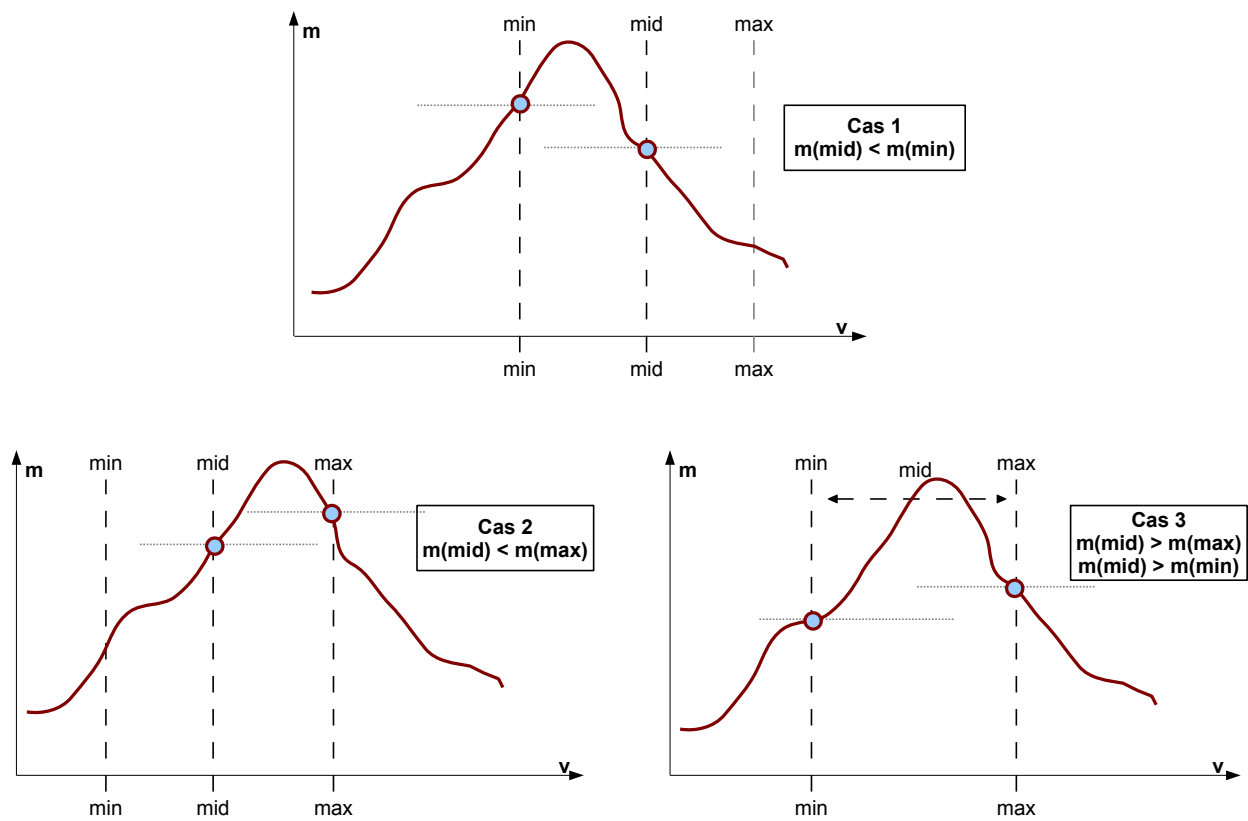 m
min
mid
max
Cas 1
m(mid) < m(min)
v
min
mid
max
m
min
mid
max
Cas 2
m(mid) < m(max)
v
min
mid
max
m
min
mid
max
Cas 3
m(mid) > m(max)
m(mid) > m(min)
v
min
max